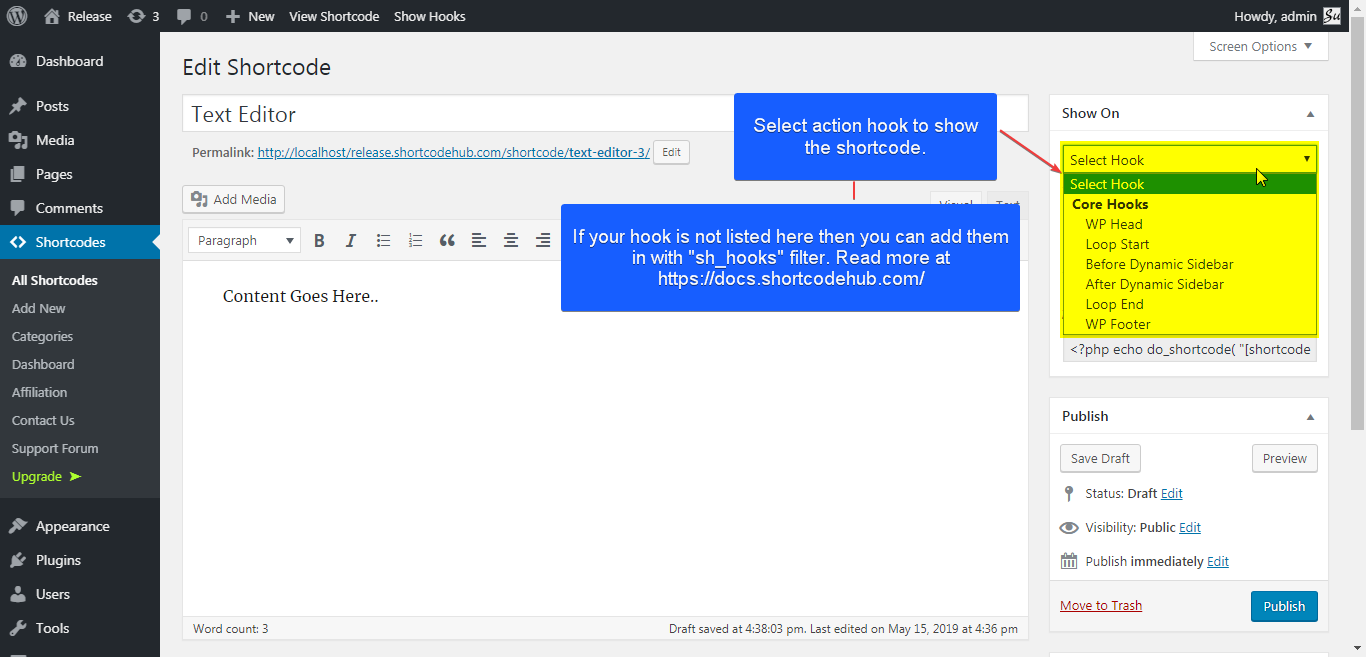 Release 3 0 New View Shortcode Show Hooks Howdy, admin Su
Screen Options ▼
Dashboard
Posts
Media
Pages
Comments
Shortcodes
All Shortcodes
Add New
Categories
Dashboard
Affiliation
Contact Us
Support Forum
Upgrade ➤
Appearance
Plugins
Users
Tools
Edit Shortcode
Text Editor
Permalink: http://localhost/release.shortcodehub.com/shortcode/text-editor-3/ Edit
Add Media
Visual Text
Paragraph ▼ B I
Content Goes Here..
Word count: 3
Draft saved at 4:38:03 pm. Last edited on May 15, 2019 at 4:36 pm
Select action hook to show
the shortcode.
If your hook is not listed here then you can add them
in with "sh_hooks" filter. Read more at
https://docs.shortcodehub.com/
Show On
Select Hook
Select Hook
Core Hooks
WP Head
Loop Start
Before Dynamic Sidebar
After Dynamic Sidebar
Loop End
WP Footer
<?php echo do_shortcode( "[shortcode
Publish
Save Draft Preview
Status: Draft Edit
Visibility: Public Edit
Publish immediately Edit
Move to Trash Publish